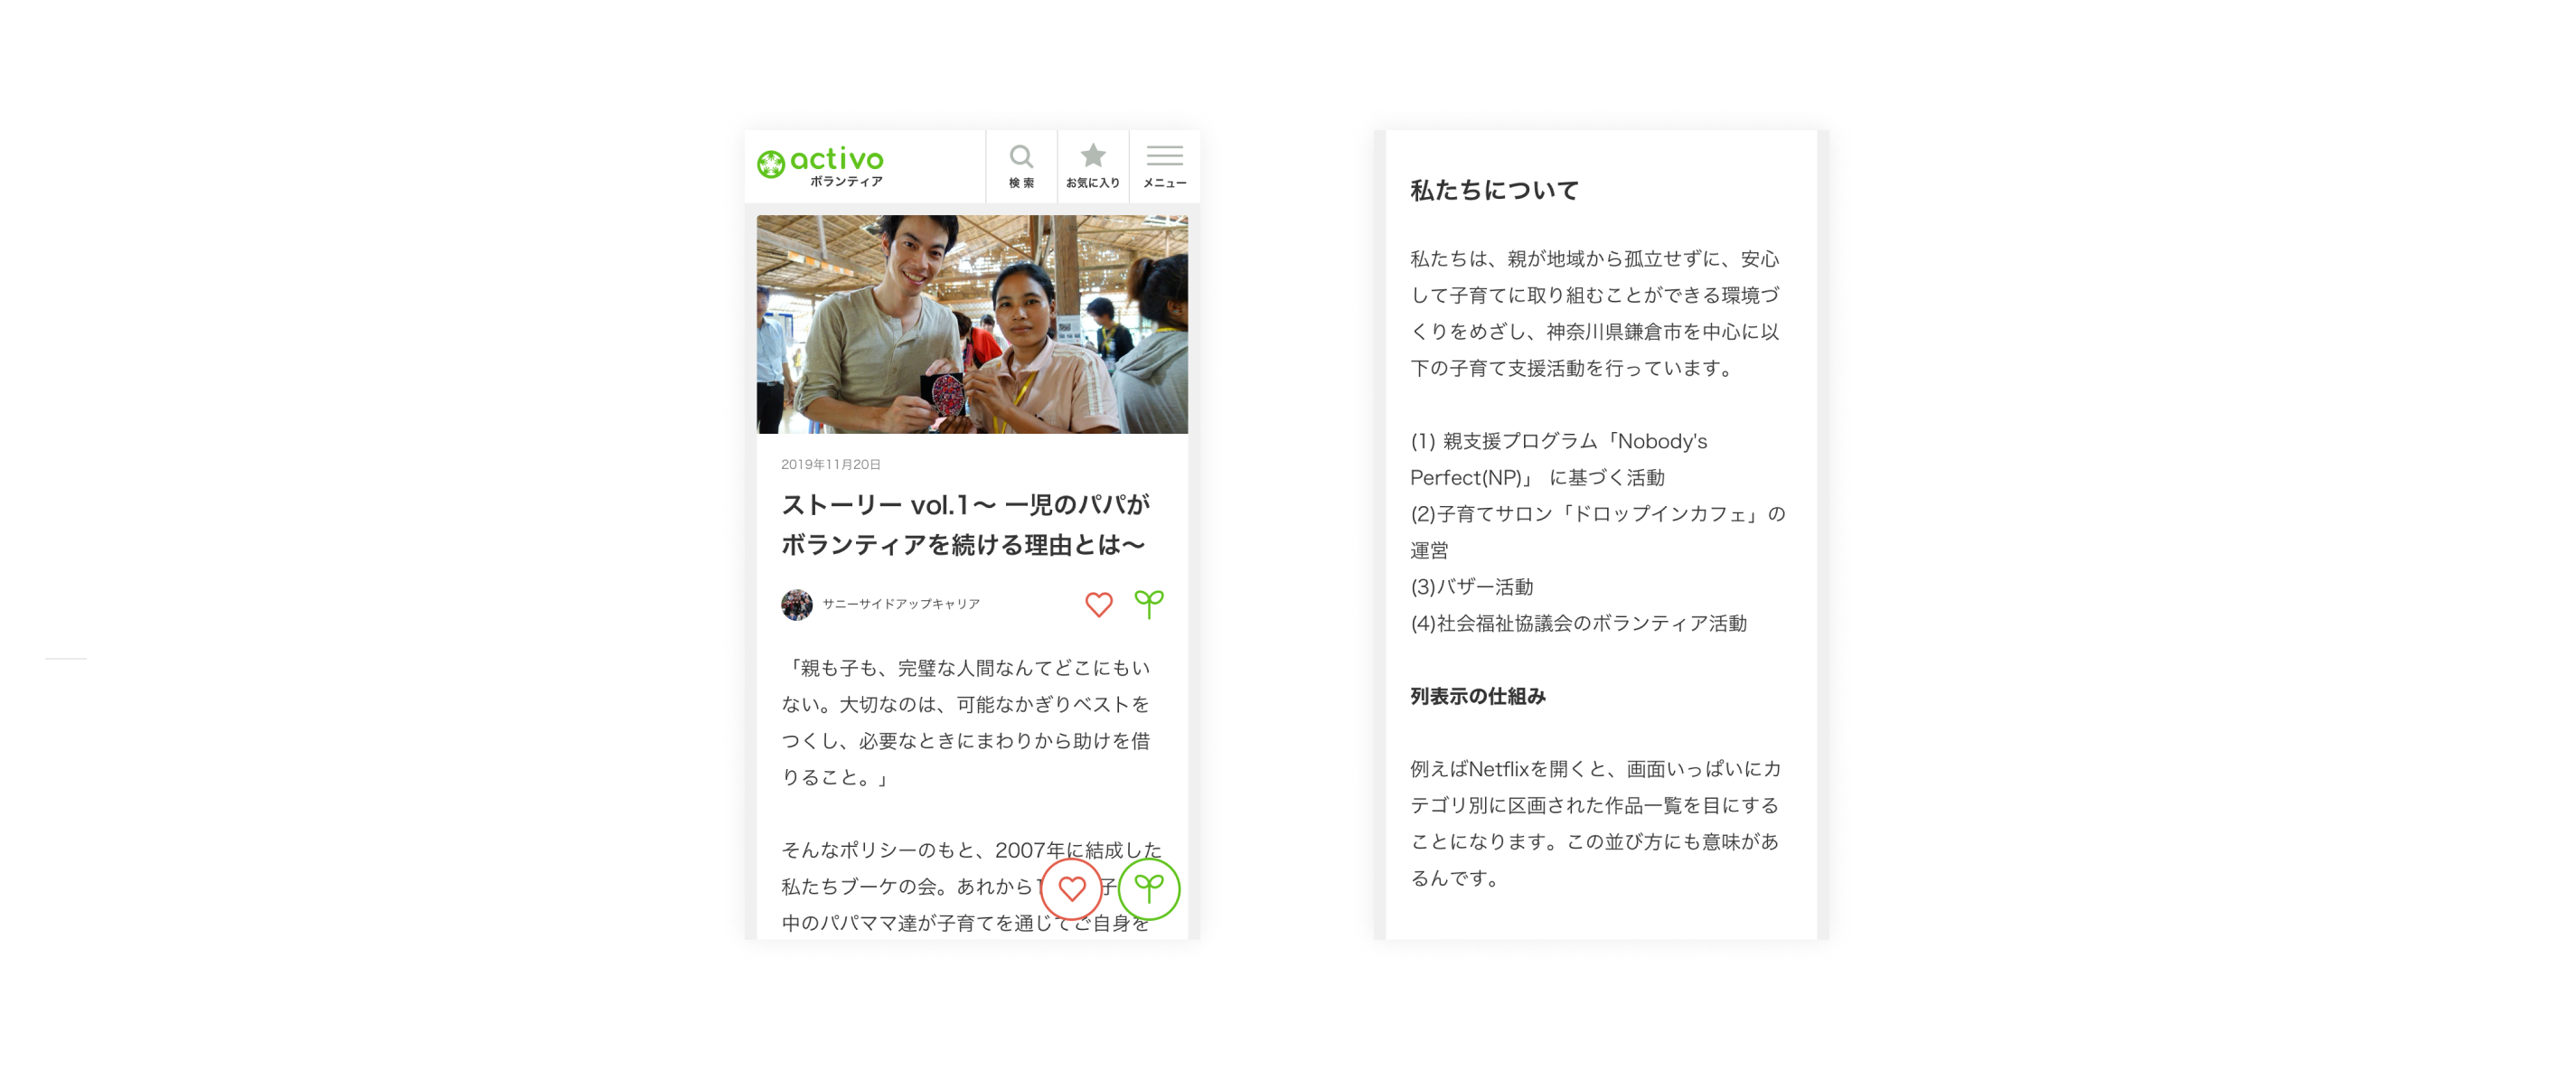 activo
ボランティア
検 索
お気に入り
メニュー
2019年11月20日
ストーリー vol.1〜 一児のパパが
ボランティアを続ける理由とは〜
サニーサイドアップキャリア
「親も子も、完璧な人間なんてどこにもい
ない。大切なのは、可能なかぎりベストを
つくし、必要なときにまわりから助けを借
りること。」
そんなポリシーのもと、2007年に結成した
私たちブーケの会。あれから 子
中のパパママ達が子育てを通じてご自身を
私たちについて
私たちは、親が地域から孤立せずに、安心
して子育てに取り組むことができる環境づ
くりをめざし、神奈川県鎌倉市を中心に以
下の子育て支援活動を行っています。
(1) 親支援プログラム「Nobody's
Perfect(NP)」 に基づく活動
(2)子育てサロン「ドロップインカフェ」の
運営
(3)バザー活動
(4)社会福祉協議会のボランティア活動
列表示の仕組み
例えばNetflixを開くと、画面いっぱいにカ
テゴリ別に区画された作品一覧を目にする
ことになります。この並び方にも意味があ
るんです。